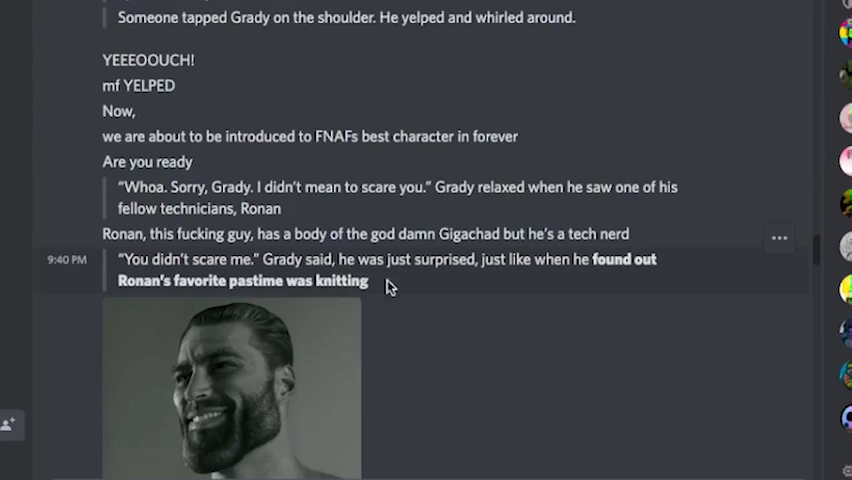 Someone tapped Grady on the shoulder. He yelped and whirled around.
YEEEOOUCH!
mf YELPED
Now,
we are about to be introduced to FNAFs best character in forever
Are you ready
“Whoa. Sorry, Grady. I didn’t mean to scare you.” Grady relaxed when he saw one of his
fellow technicians, Ronan
Ronan, this fucking guy, has a body of the god damn Gigachad but he’s a tech nerd
9:40 PM “You didn’t scare me.” Grady said, he was just surprised, just like when he found out
Ronan’s favorite pastime was knitting